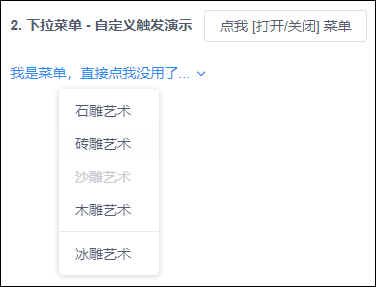 2. 下拉菜单 - 自定义触发演示 点我 [打开/关闭] 菜单
我是菜单，直接点我没用了...
石雕艺术
砖雕艺术
沙雕艺术
木雕艺术
冰雕艺术